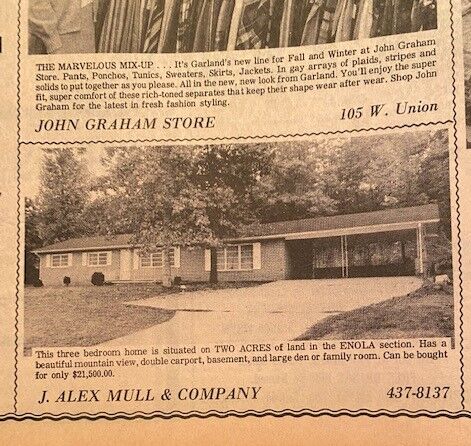 THE MARVELOUS MIX-UP . . . It's Garland's new line for Fall and Winter at John Graham
Store. Pants, Ponchos, Tunics, Sweaters, Skirts, Jackets. In gay arrays of plaids, stripes and
solids to put together as you please. All in the new, new look from Garland. You'll enjoy the super
fit, super comfort of these rich-toned separates that keep their shape wear after wear. Shop John
Graham for the latest in fresh fashion styling.
JOHN GRAHAM STORE 105 W. Union
This three bedroom home is situated on TWO ACRES of land in the ENOLA section. Has a
beautiful mountain view, double carport, basement, and large den or family room. Can be bought
for only $21,500.00.
J. ALEX MULL & COMPANY 437-8137